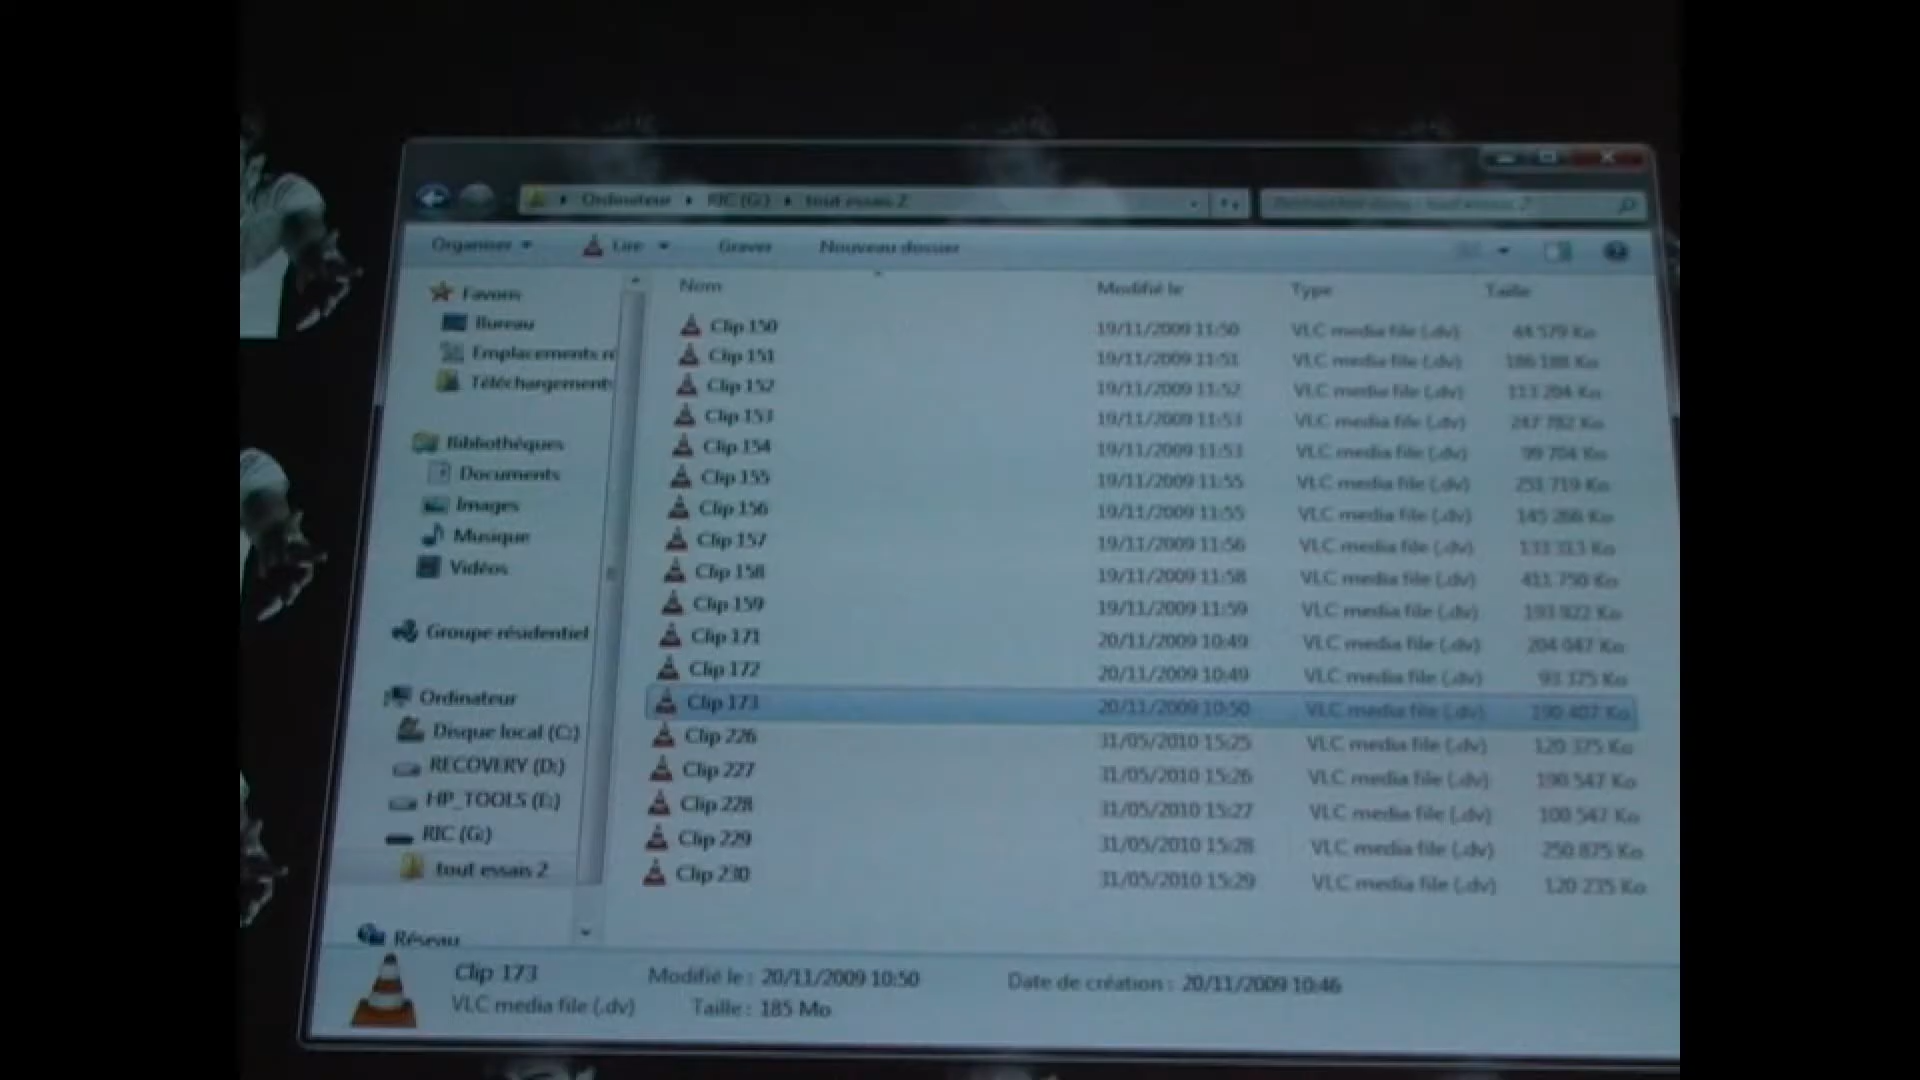 Ordinateur RIC (G:) tout essais 2
Organiser Lire Graver Nouveau dossier
Nom Modifié le Type Taille
Favoris
Bureau
Emplacements ré
Téléchargements
Bibliothèques
Documents
Images
Musique
Vidéos
Groupe résidentiel
Ordinateur
Disque local (C:)
RECOVERY (D:)
HP_TOOLS (E:)
RIC (G:)
tout essais 2
Réseau
Clip 150 19/11/2009 11:50 VLC media file (.dv) 44 579 Ko
Clip 151 19/11/2009 11:51 VLC media file (.dv) 186 188 Ko
Clip 152 19/11/2009 11:52 VLC media file (.dv) 113 204 Ko
Clip 153 19/11/2009 11:53 VLC media file (.dv) 247 782 Ko
Clip 154 19/11/2009 11:53 VLC media file (.dv) 99 704 Ko
Clip 155 19/11/2009 11:55 VLC media file (.dv) 251 719 Ko
Clip 156 19/11/2009 11:55 VLC media file (.dv) 145 266 Ko
Clip 157 19/11/2009 11:56 VLC media file (.dv) 133 313 Ko
Clip 158 19/11/2009 11:58 VLC media file (.dv) 411 750 Ko
Clip 159 19/11/2009 11:59 VLC media file (.dv) 193 922 Ko
Clip 171 20/11/2009 10:49 VLC media file (.dv) 204 047 Ko
Clip 172 20/11/2009 10:49 VLC media file (.dv) 93 375 Ko
Clip 173 20/11/2009 10:50 VLC media file (.dv) 190 407 Ko
Clip 226 31/05/2010 15:25 VLC media file (.dv) 120 375 Ko
Clip 227 31/05/2010 15:26 VLC media file (.dv) 190 547 Ko
Clip 228 31/05/2010 15:27 VLC media file (.dv) 100 547 Ko
Clip 229 31/05/2010 15:28 VLC media file (.dv) 250 875 Ko
Clip 230 31/05/2010 15:29 VLC media file (.dv) 120 235 Ko
Clip 173 Modifié le : 20/11/2009 10:50 Date de création : 20/11/2009 10:46
VLC media file (.dv) Taille : 185 Mo